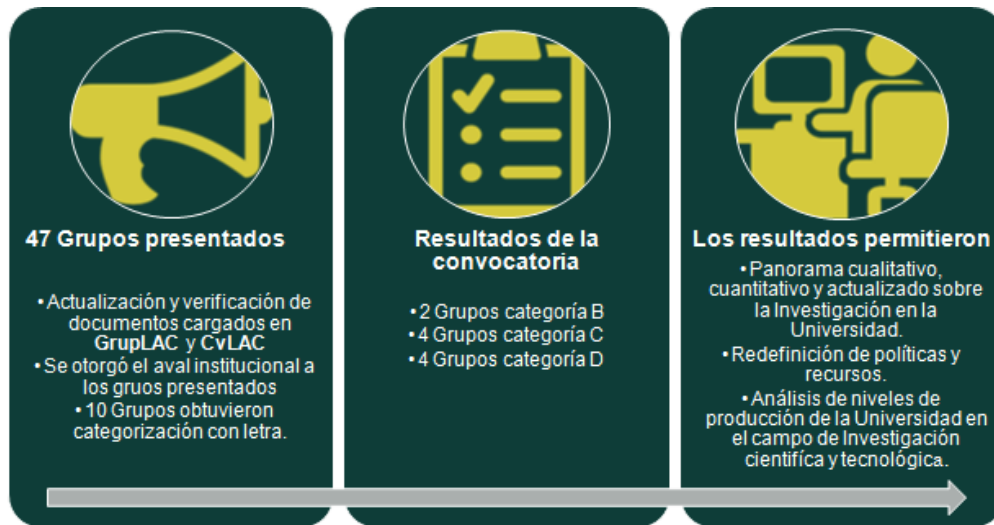 47 Grupos presentados
• Actualización y verificación de
documentos cargados en
GrupLAC y CvLAC
• Se otorgó el aval institucional a
los gruos presentados
• 10 Grupos obtuvieron
categorización con letra.
Resultados de la
convocatoria
• 2 Grupos categoría B
• 4 Grupos categoría C
• 4 Grupos categoría D
Los resultados permitieron
• Panorama cualitativo,
cuantitativo y actualizado sobre
la Investigación en la
Universidad.
• Redefinición de políticas y
recursos.
• Análisis de niveles de
producción de la Universidad en
el campo de Investigación
científica y tecnológica.